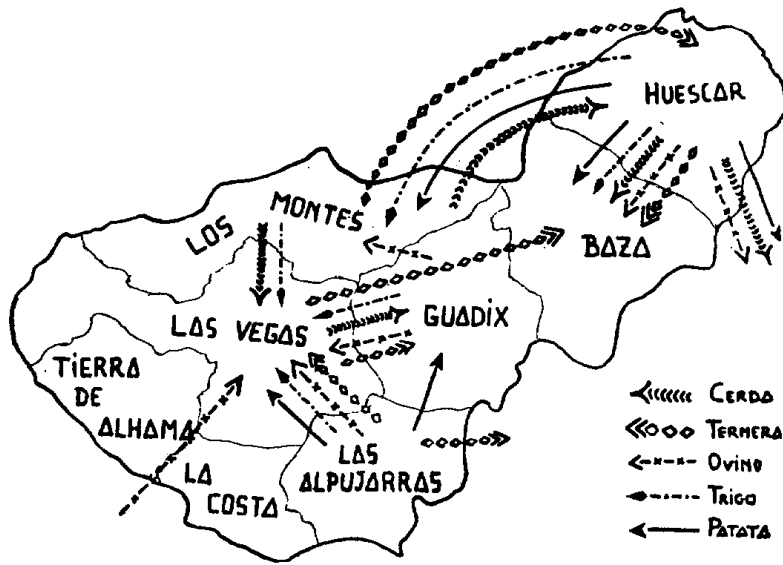 HUESCAR
LOS MONTES
BAZA
LAS VEGAS
GUADIX
TIERRA
DE
ALHAMA
LAS
ALPUJARRAS
LA
COSTA
CERDA
TERNERA
OVINO
TRIGO
PATATA